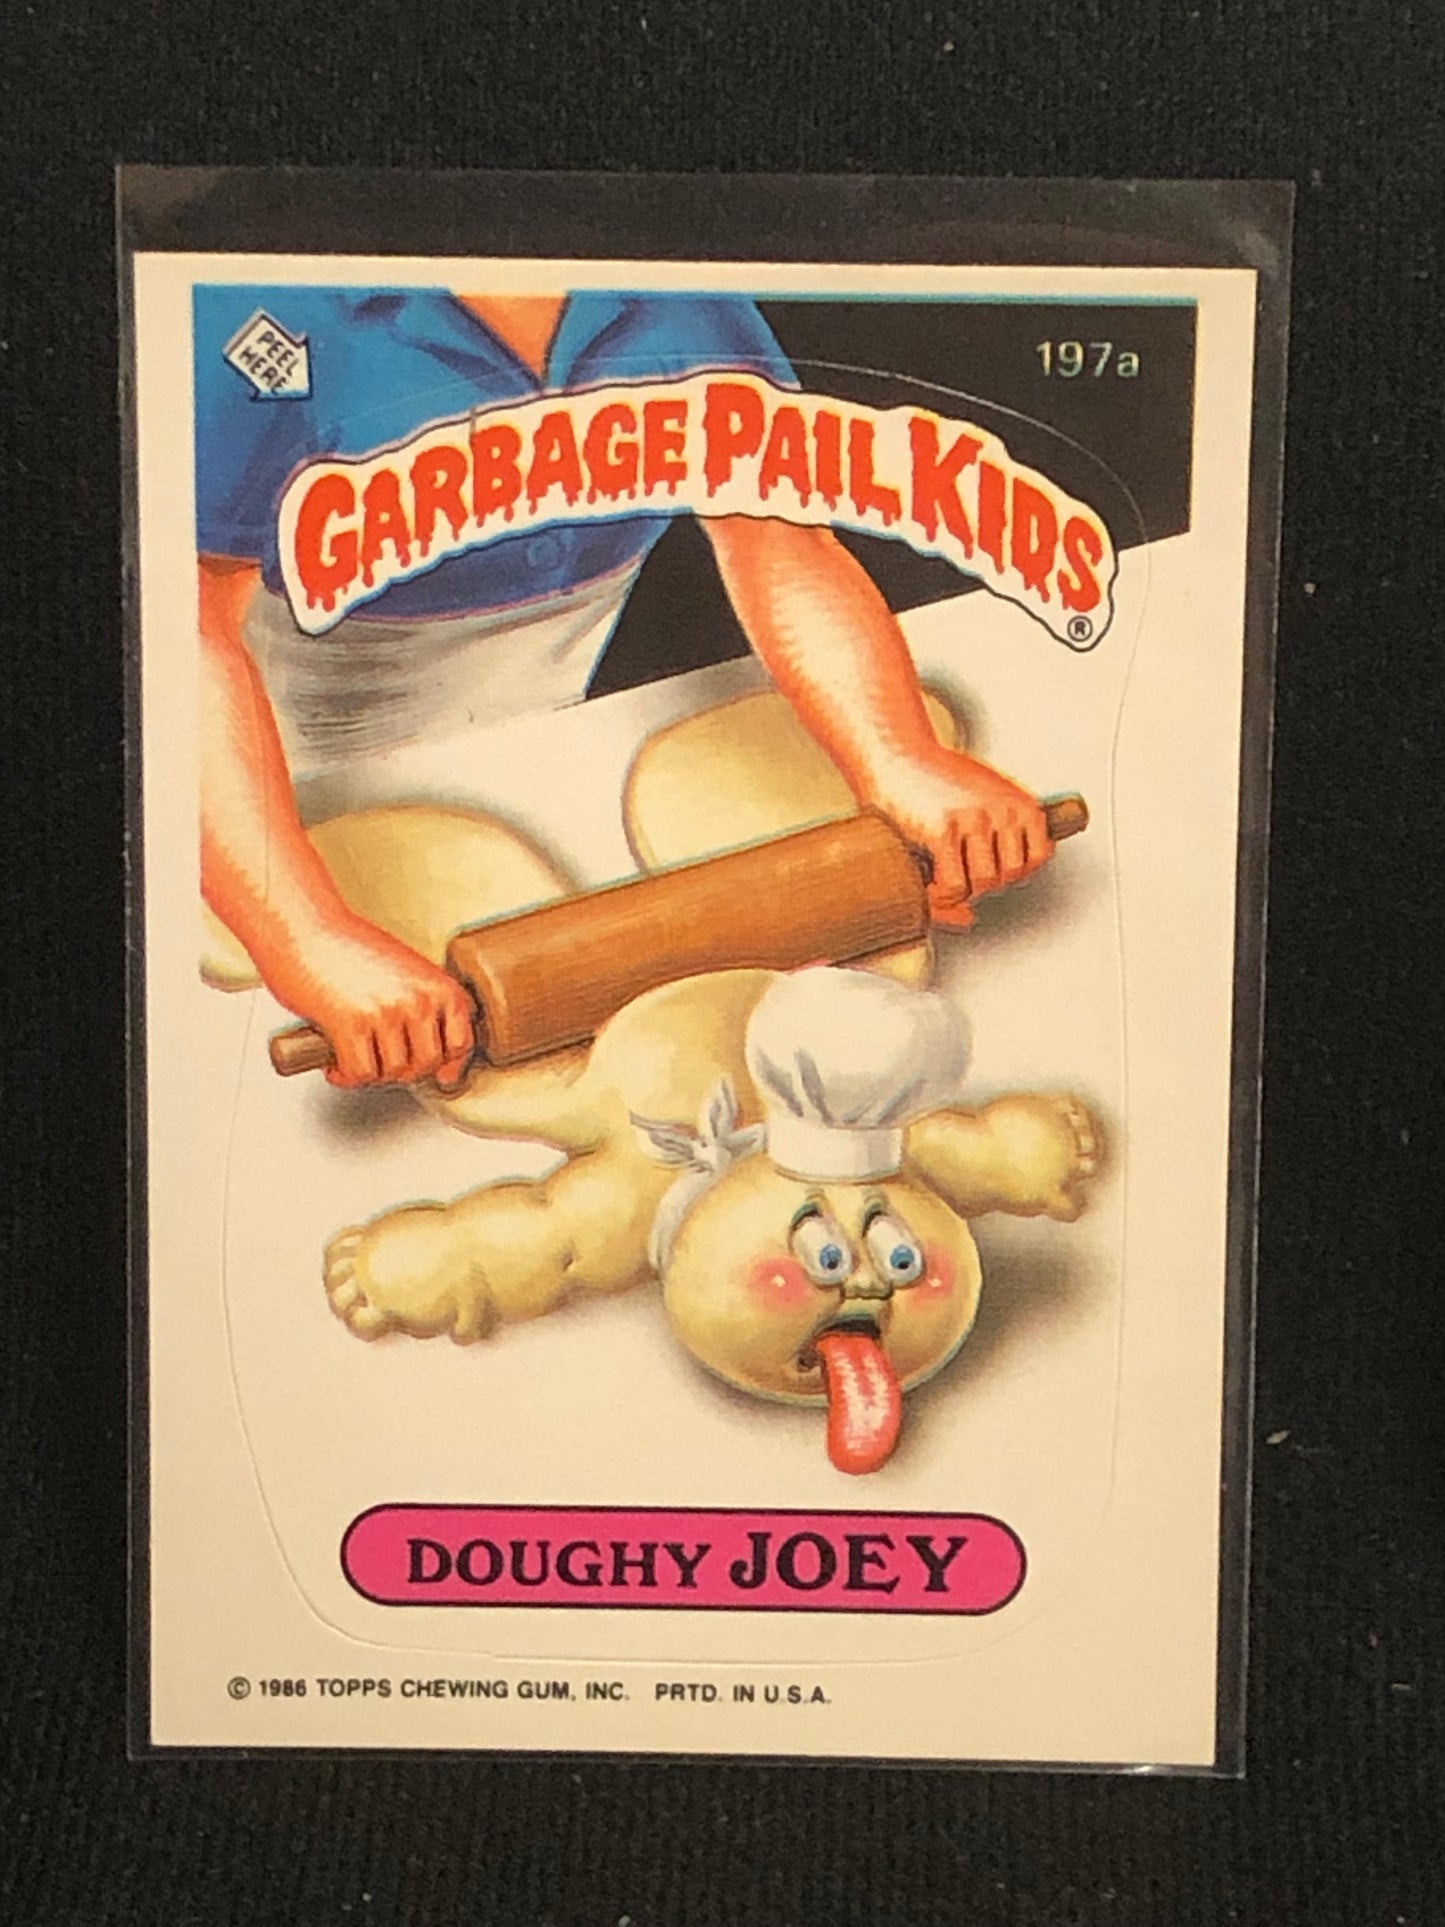 PEEL
HERE
197a
GARBAGE PAIL KIDS
®
DOUGHY JOEY
© 1986 TOPPS CHEWING GUM, INC. PRTD. IN U.S.A.